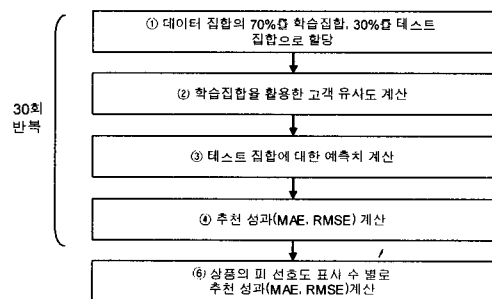 ① 데이터 집합의 70%를 학습집합, 30%를 테스트
집합으로 할당
② 학습집합을 활용한 고객 유사도 계산
30회
반복
③ 테스트 집합에 대한 예측치 계산
④ 추천 성과(MAE, RMSE) 계산
⑥ 상품의 피 선호도 표사 수 별로
추천 성과(MAE, RMSE)계산